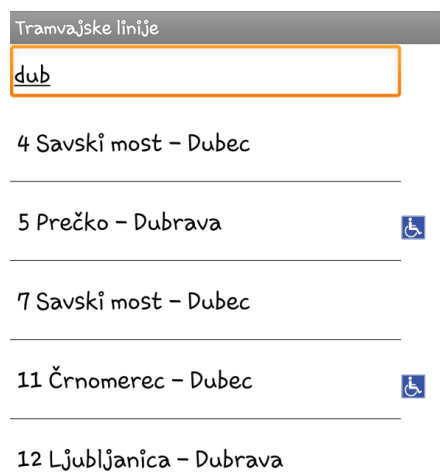 Tramvajske linije
dub
4 Savski most – Dubec
5 Prečko – Dubrava
7 Savski most – Dubec
11 Črnomerec – Dubec
12 Ljubljanica – Dubrava